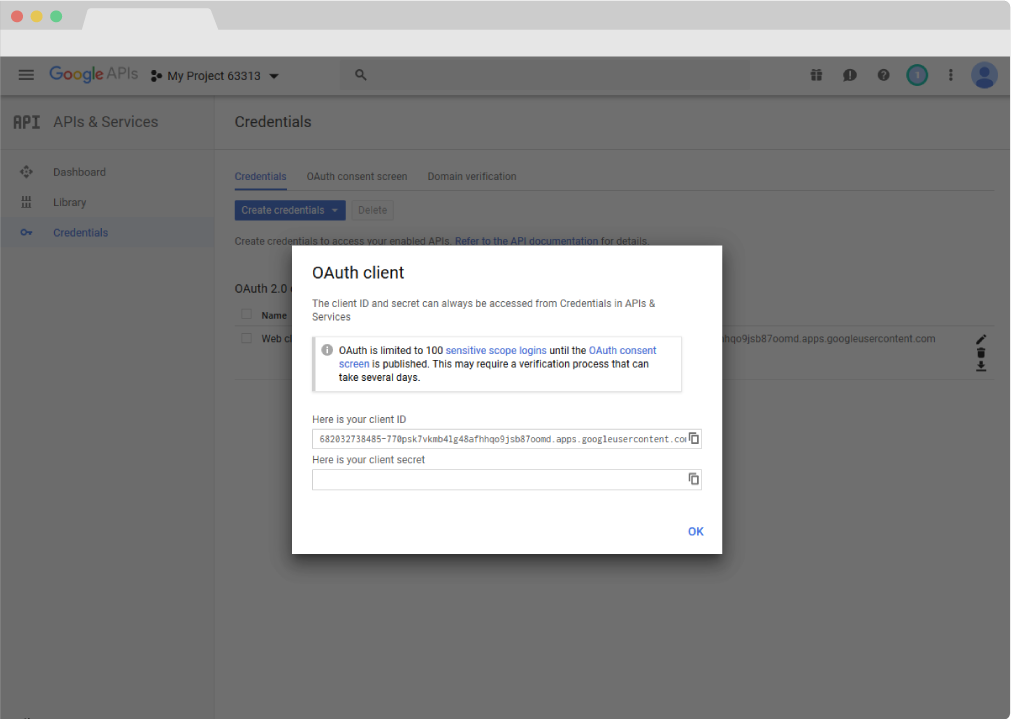 Google APIs My Project 63313
1
API APIs & Services
Credentials
Dashboard
Library
Credentials
Credentials OAuth consent screen Domain verification
Create credentials Delete
Create credentials to access your enabled APIs. Refer to the API documentation for details.
OAuth 2.0
Name
Web
hqo9jsb87oomd.apps.googleusercontent.com
OAuth client
The client ID and secret can always be accessed from Credentials in APIs &
Services
OAuth is limited to 100 sensitive scope logins until the OAuth consent
screen is published. This may require a verification process that can
take several days.
Here is your client ID
682032738485-770psk7vkmb4lg48afhhqo9jsb87oomd.apps.googleusercontent.co
Here is your client secret
OK